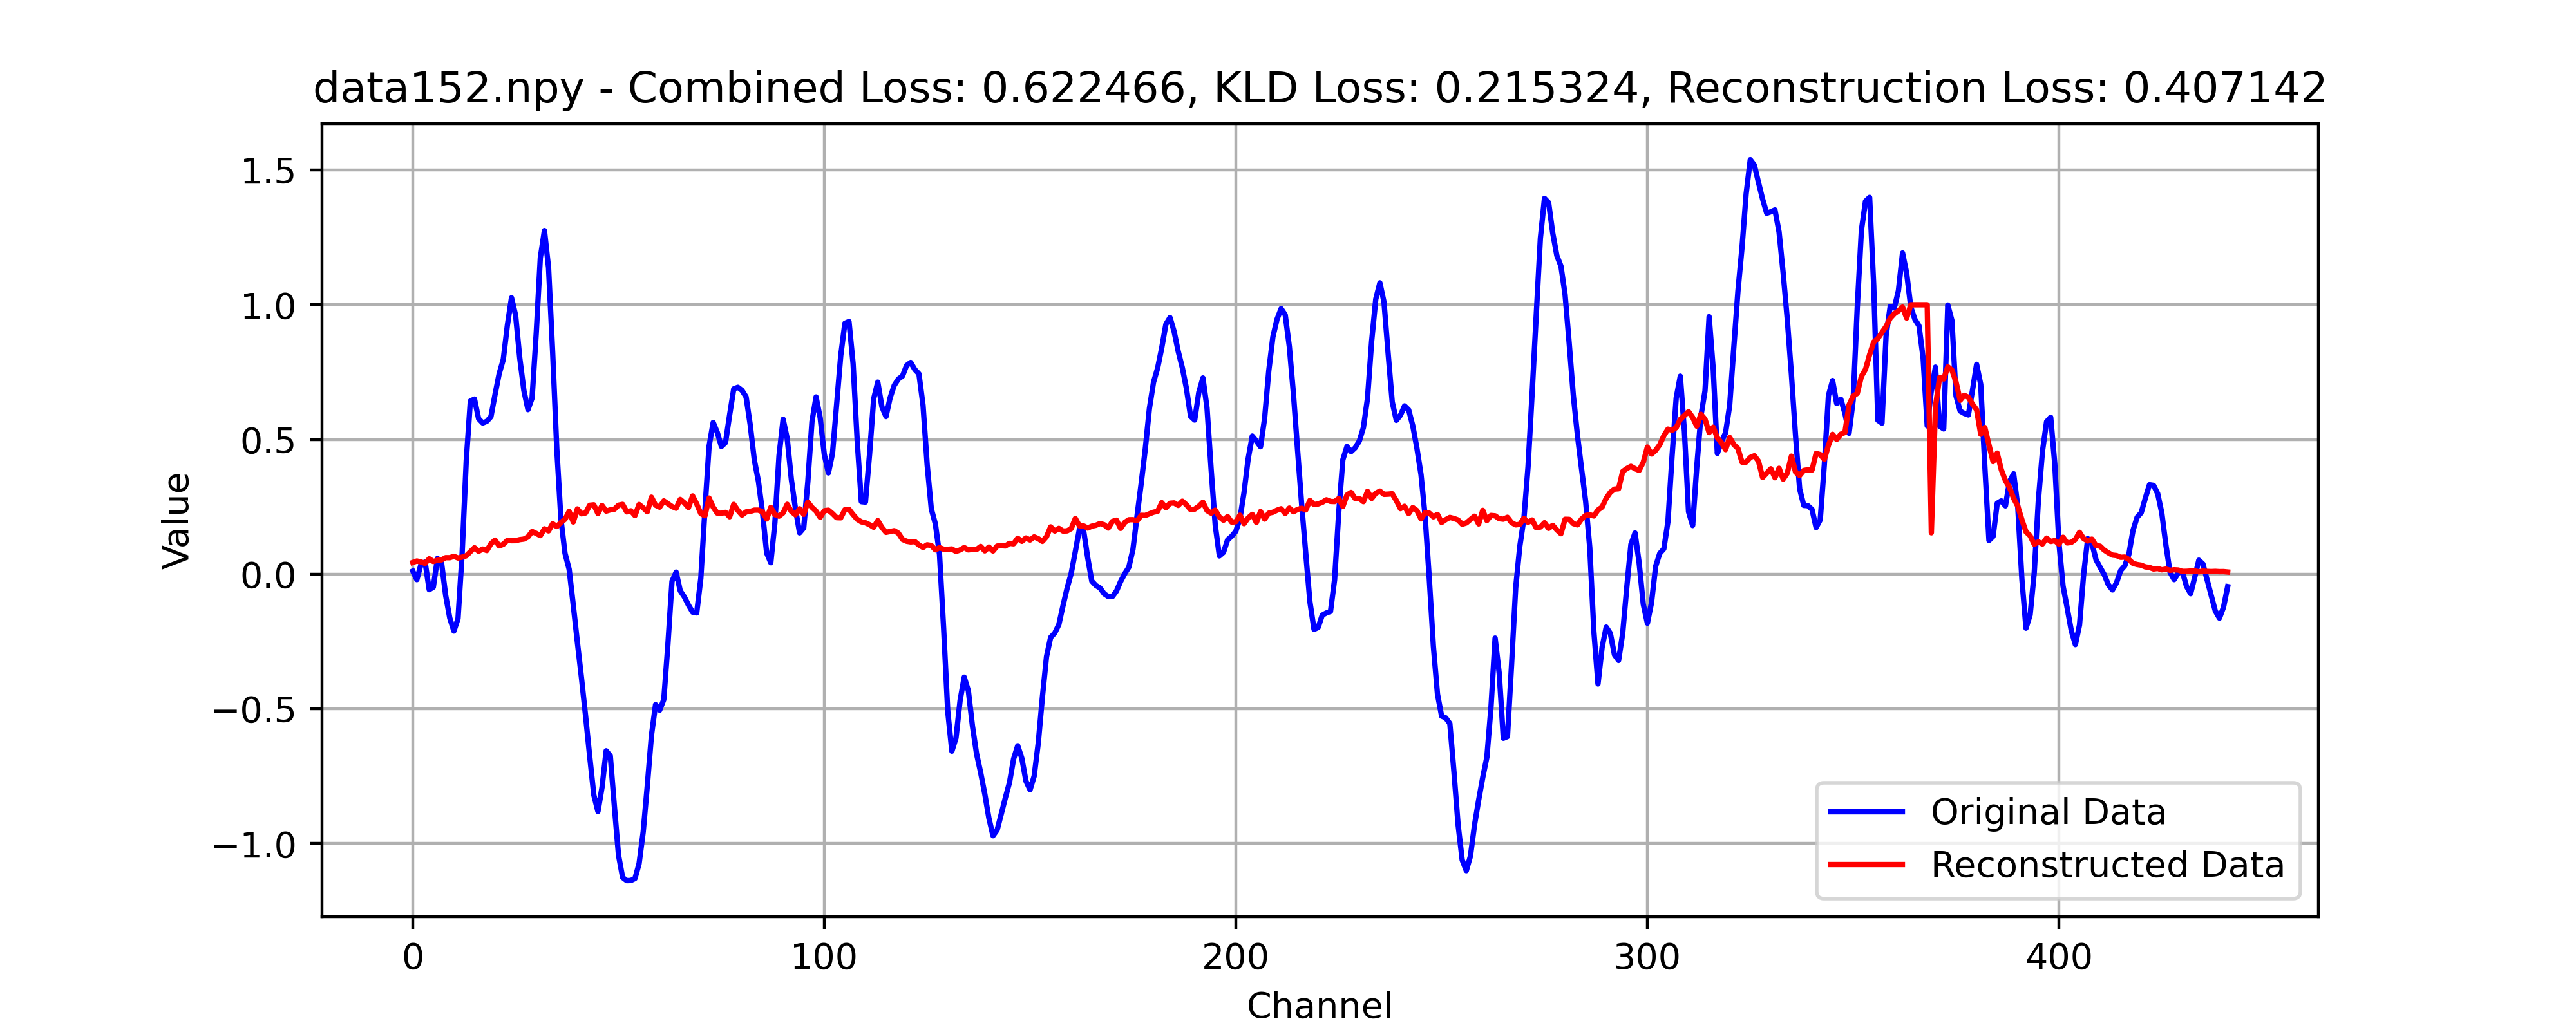 data152.npy - Combined Loss: 0.622466, KLD Loss: 0.215324, Reconstruction Loss: 0.407142
1.5
1.0
0.5
0.0
−0.5
−1.0
Value
Original Data
Reconstructed Data
0 100 200 300 400
Channel